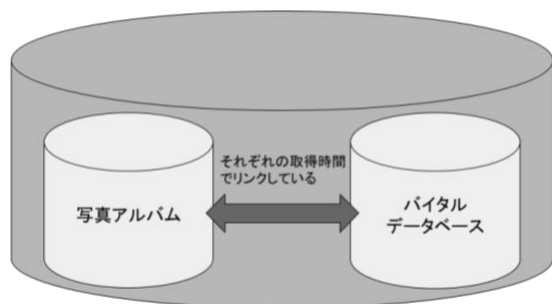 それぞれの取得時間
でリンクしている
写真アルバム
バイタル
データベース